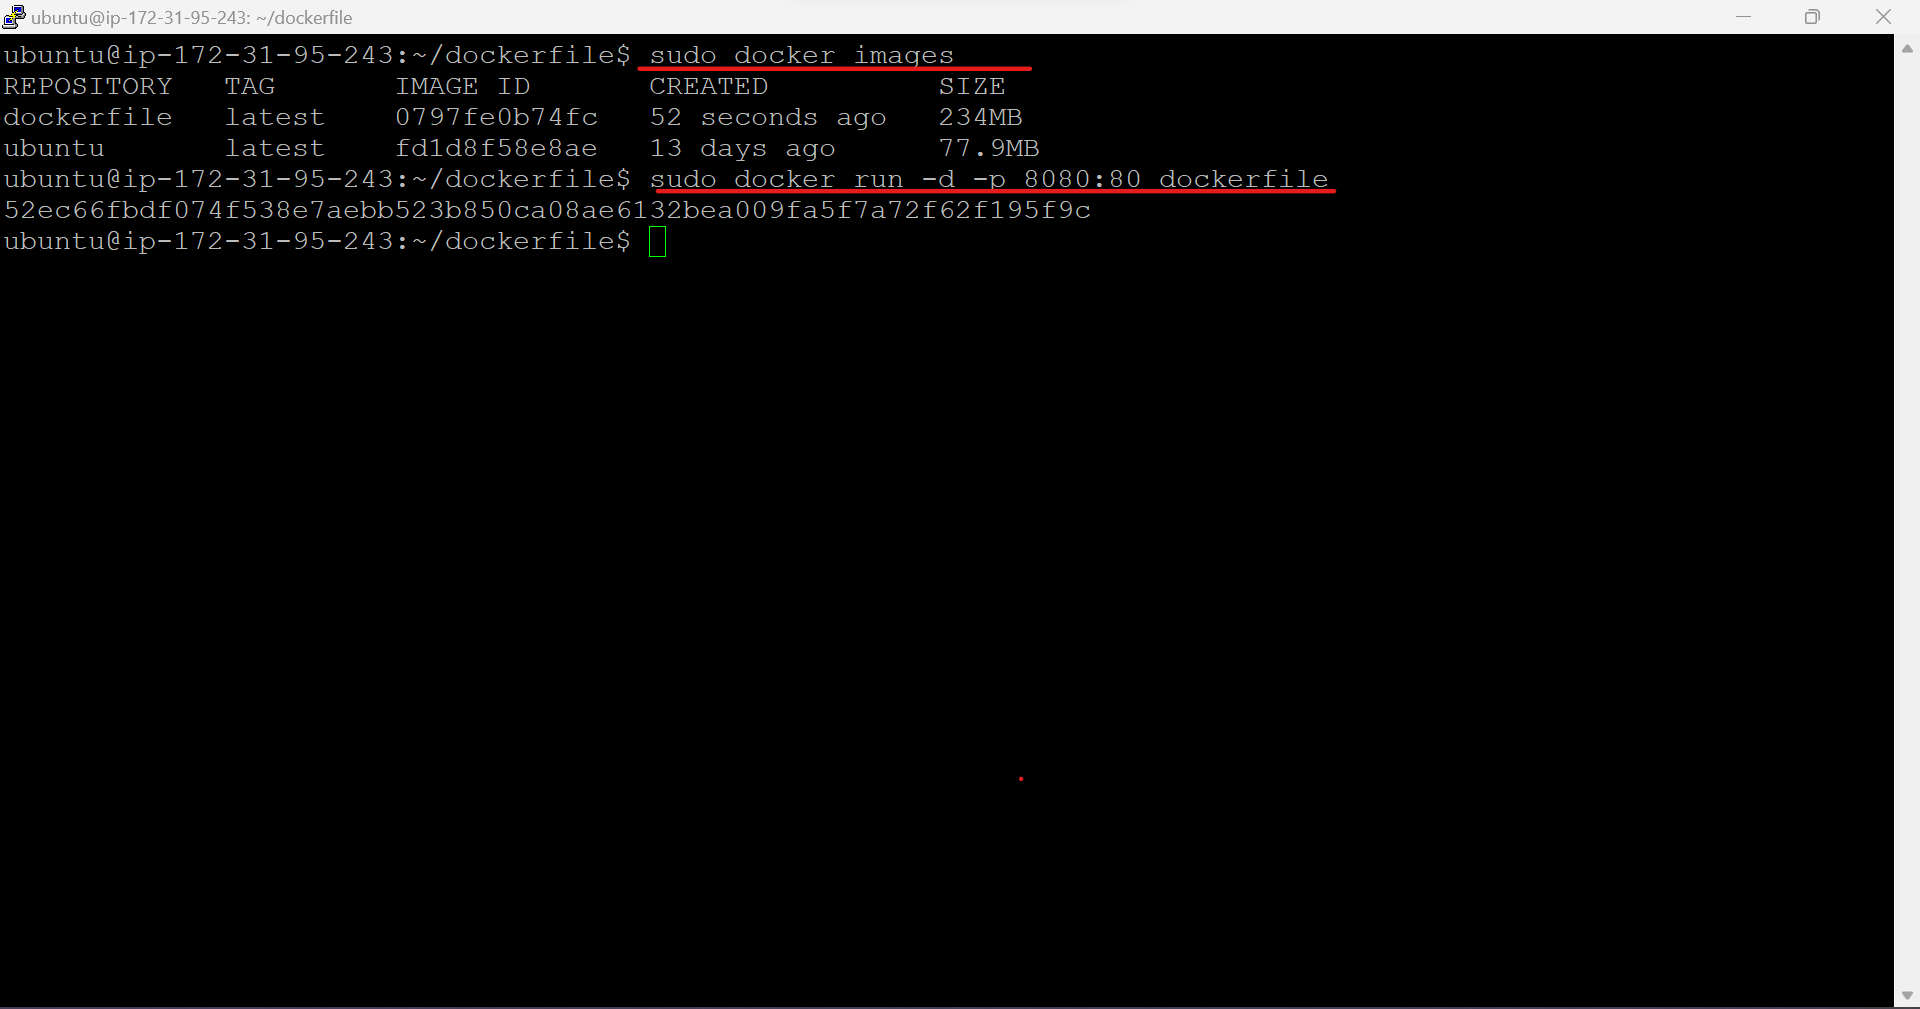 ubuntu@ip-172-31-95-243: ~/dockerfile
ubuntu@ip-172-31-95-243:~/dockerfile$ sudo docker images
REPOSITORY   TAG       IMAGE ID       CREATED          SIZE
dockerfile   latest    0797fe0b74fc   52 seconds ago   234MB
ubuntu       latest    fd1d8f58e8ae   13 days ago      77.9MB
ubuntu@ip-172-31-95-243:~/dockerfile$ sudo docker run -d -p 8080:80 dockerfile
52ec66fbdf074f538e7aebb523b850ca08ae6132bea009fa5f7a72f62f195f9c
ubuntu@ip-172-31-95-243:~/dockerfile$